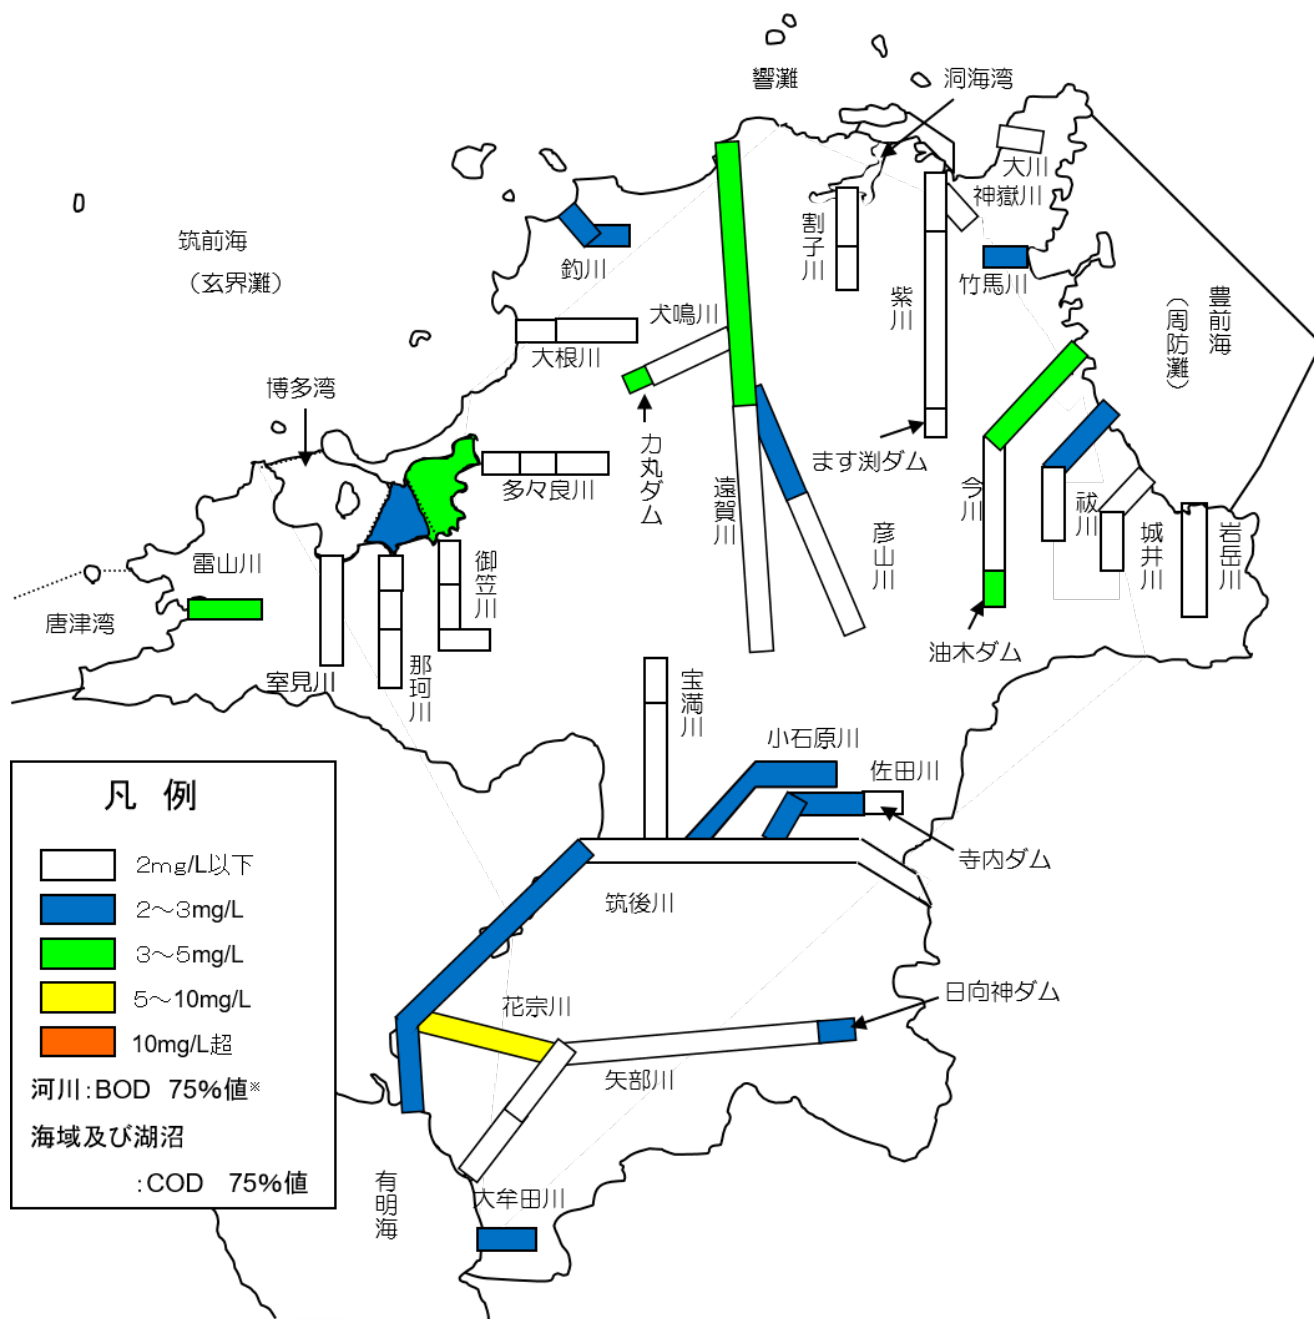 響灘
洞海湾
大川
神嶽川
割子川
筑前海
(玄界灘)
釣川
紫川
竹馬川
豊前海
(周防灘)
犬鳴川
大根川
博多湾
力丸ダム
ます渕ダム
多々良川
遠賀川
彦山川
今川
祓川
城井川
岩岳川
雷山川
御笠川
唐津湾
室見川
那珂川
油木ダム
宝満川
小石原川
佐田川
寺内ダム
筑後川
花宗川
日向神ダム
矢部川
有明海
大牟田川
凡 例
2mg/L以下
2~3mg/L
3~5mg/L
5~10mg/L
10mg/L超
河川:BOD 75%値※
海域及び湖沼
:COD 75%値